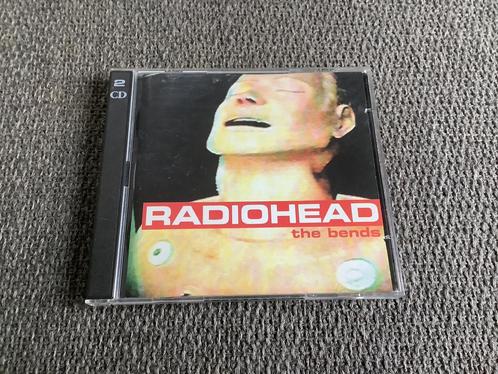 2
CD
RADIOHEAD
the bends